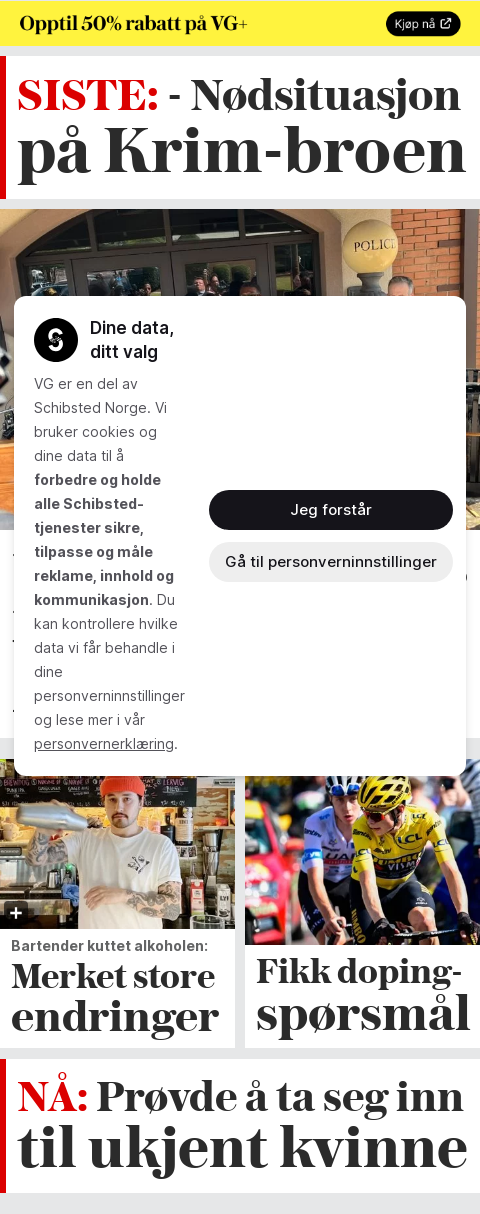 Opptil 50% rabatt på VG+
Kjøp nå
SISTE: - Nødsituasjon
på Krim-broen
POLICE
Dine data,
ditt valg
VG er en del av
Schibsted Norge. Vi
bruker cookies og
dine data til å
forbedre og holde
alle Schibsted-
tjenester sikre,
tilpasse og måle
reklame, innhold og
kommunikasjon. Du
kan kontrollere hvilke
data vi får behandle i
dine
personverninnstillinger
og lese mer i vår
personvernerklæring.
Jeg forstår
Gå til personverninnstillinger
Bartender kuttet alkoholen:
Merket store
endringer
Fikk doping-
spørsmål
NÅ: Prøvde å ta seg inn
til ukjent kvinne